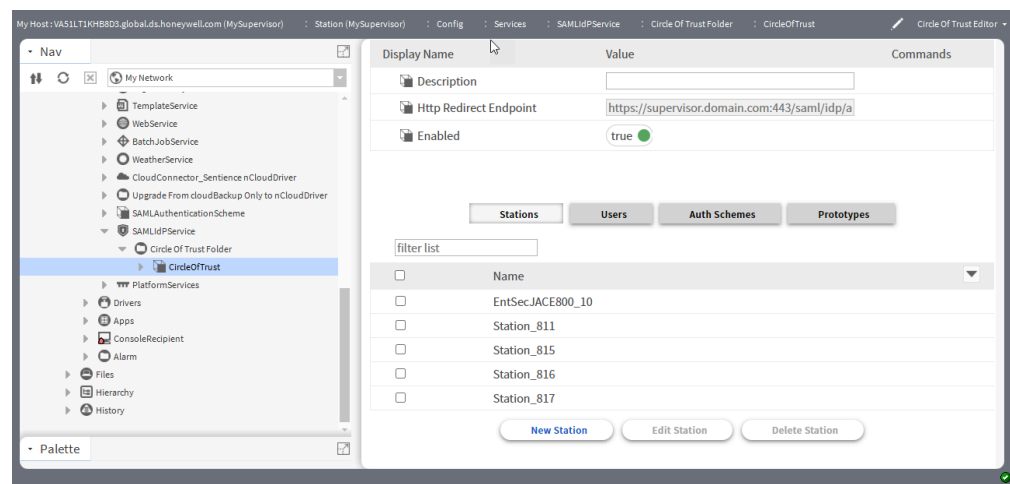 My Host : VA51LT1KHB8D3.global.ds.honeywell.com (MySupervisor) : Station (MySupervisor) : Config : Services : SAMLIdPService : Circle Of Trust Folder : CircleOfTrust Circle Of Trust Editor
Nav
My Network
TemplateService
WebService
BatchJobService
WeatherService
CloudConnector_Sentience nCloudDriver
Upgrade From cloudBackup Only to nCloudDriver
SAMLAuthenticationScheme
SAMLIdPService
Circle Of Trust Folder
CircleOfTrust
PlatformServices
Drivers
Apps
ConsoleRecipient
Alarm
Files
Hierarchy
History
Palette
Display Name Value Commands
Description
Http Redirect Endpoint https://supervisor.domain.com:443/saml/idp/a
Enabled true
Stations Users Auth Schemes Prototypes
filter list
Name
EntSecJACE800_10
Station_811
Station_815
Station_816
Station_817
New Station Edit Station Delete Station